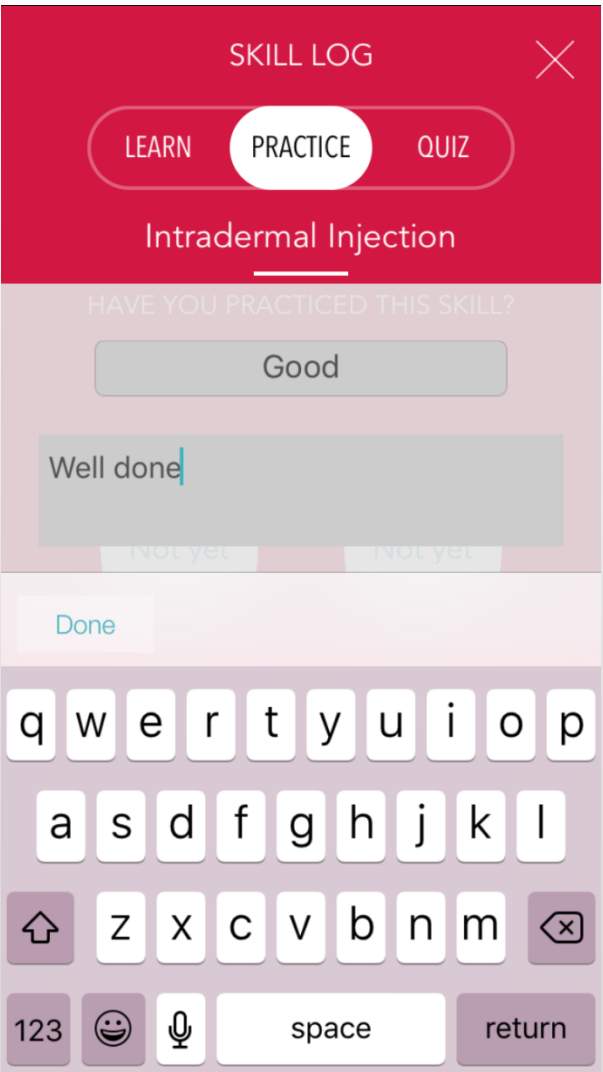 SKILL LOG
LEARN PRACTICE QUIZ
Intradermal Injection
HAVE YOU PRACTICED THIS SKILL?
Good
Well done
Not yet Not yet
Done
q w e r t y u i o p
a s d f g h j k l
z x c v b n m
123 space return